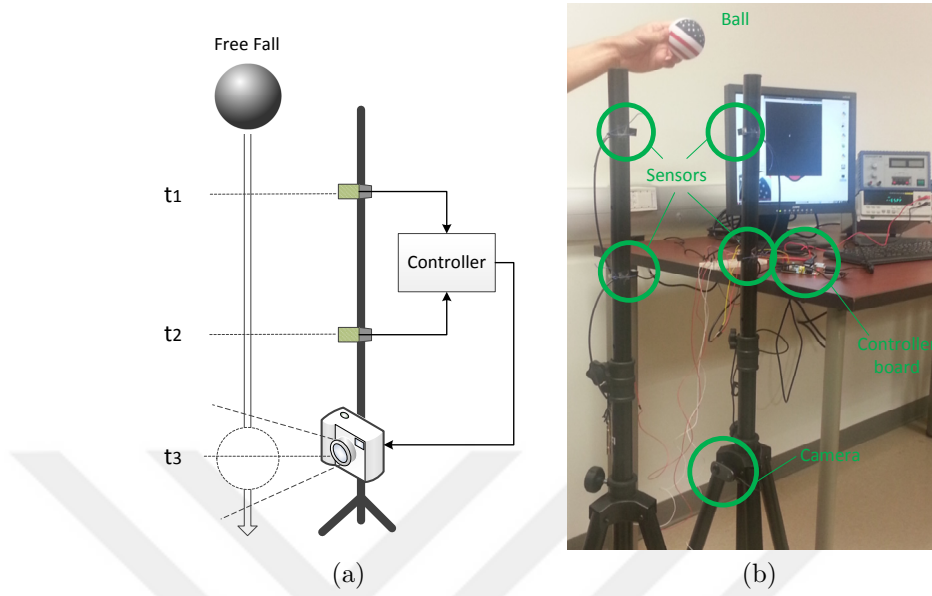 Free Fall
t1
t2
t3
Controller
(a)
Ball
Sensors
Controller
board
Camera
(b)